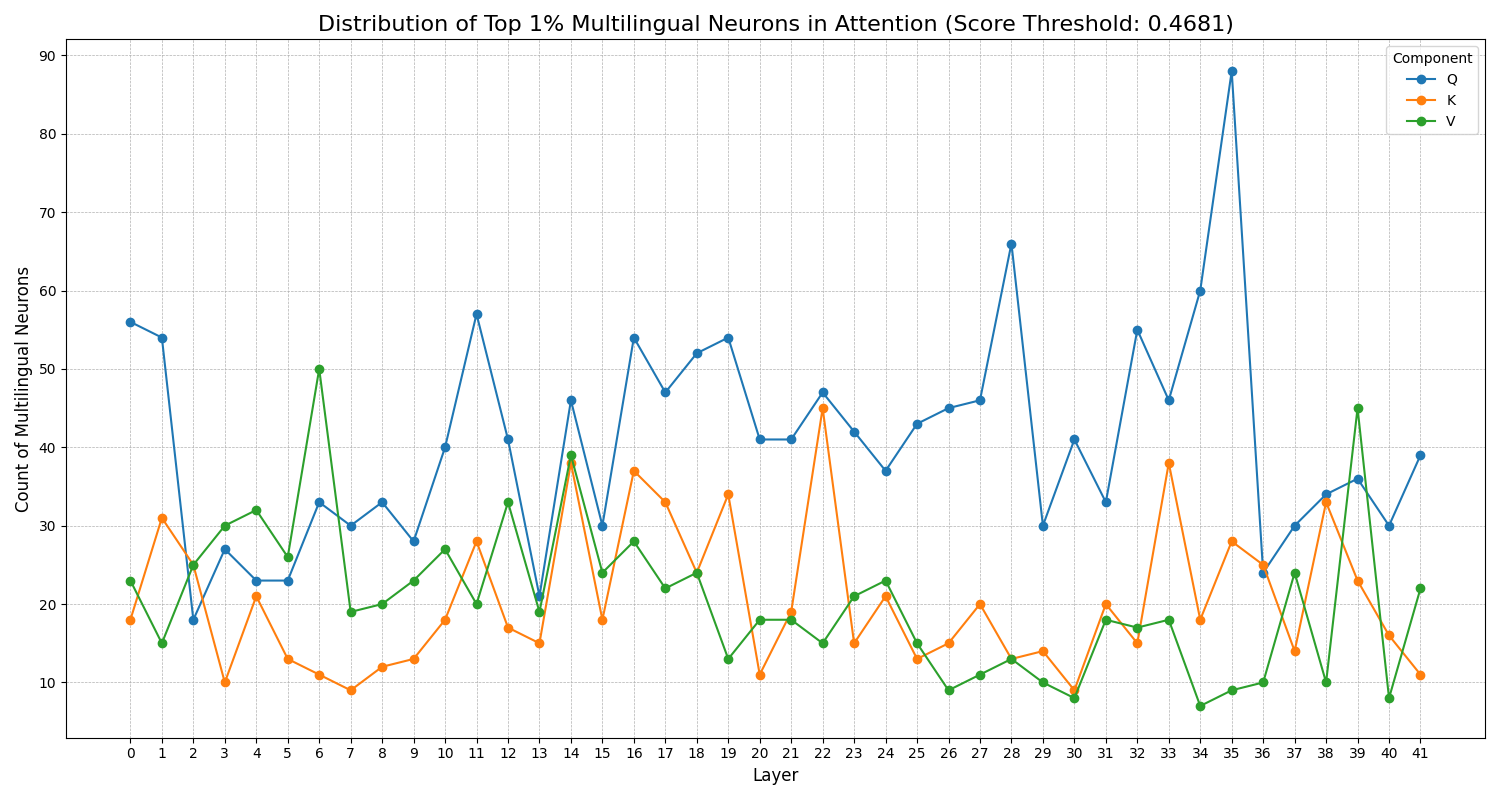 Distribution of Top 1% Multilingual Neurons in Attention (Score Threshold: 0.4681)
Component
Q
K
V
Count of Multilingual Neurons
90
80
70
60
50
40
30
20
10
0 1 2 3 4 5 6 7 8 9 10 11 12 13 14 15 16 17 18 19 20 21 22 23 24 25 26 27 28 29 30 31 32 33 34 35 36 37 38 39 40 41
Layer